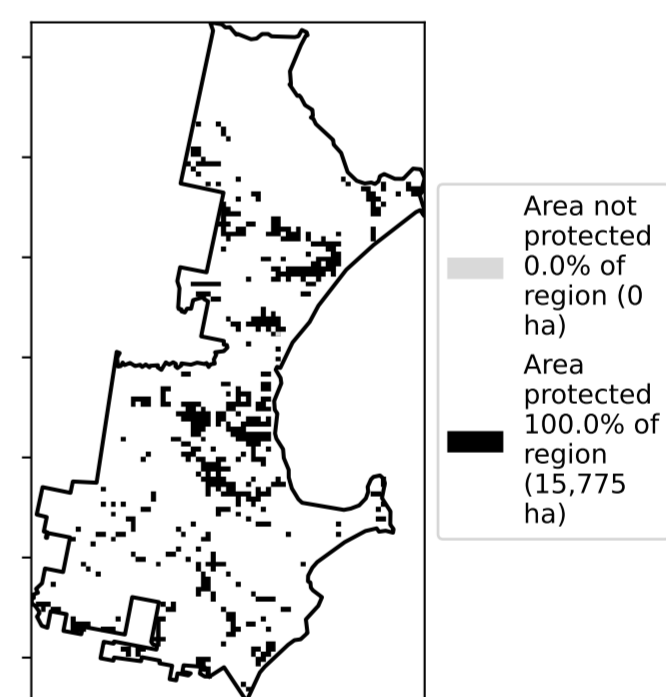 Area not
protected
0.0% of
region (0
ha)
Area
protected
100.0% of
region
(15,775
ha)